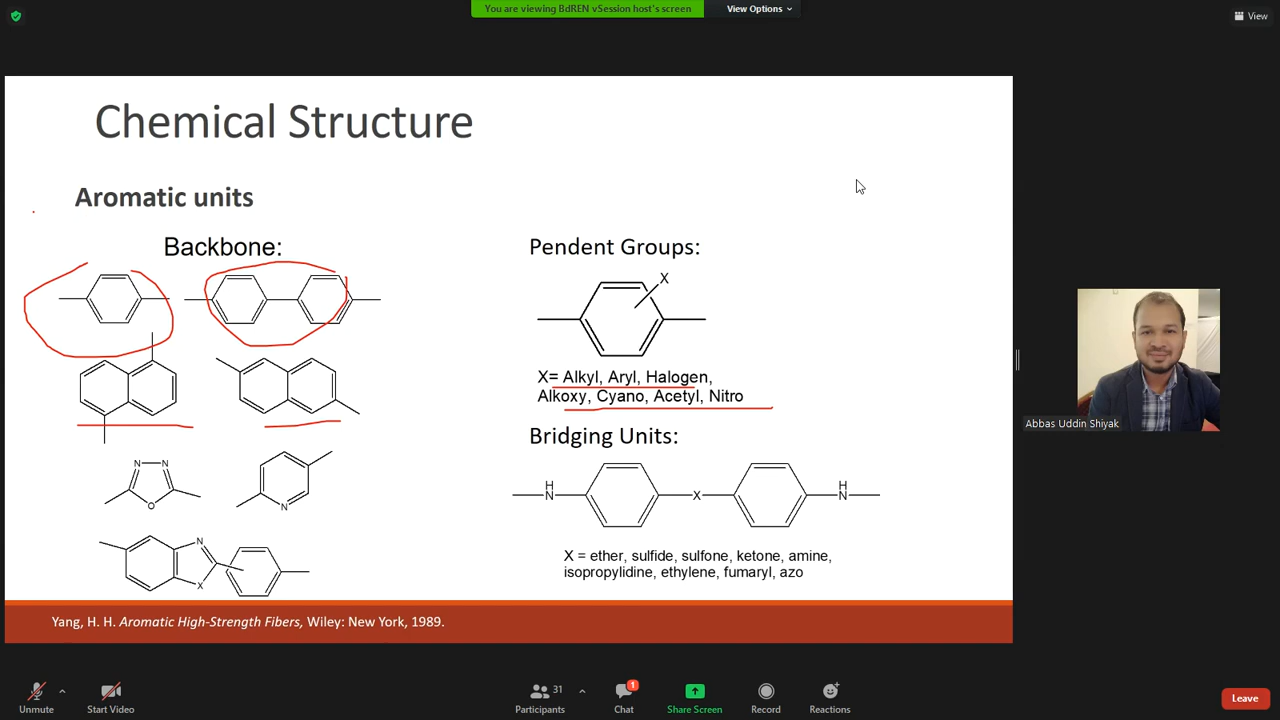 You are viewing BdREN vSession host's screen
View Options
View
Chemical Structure
Aromatic units
Backbone:
N N
O
N
N
X
Pendent Groups:
X
X= Alkyl, Aryl, Halogen,
Alkoxy, Cyano, Acetyl, Nitro
Bridging Units:
H
N
X
H
N
X = ether, sulfide, sulfone, ketone, amine,
isopropylidine, ethylene, fumaryl, azo
Yang, H. H. Aromatic High-Strength Fibers, Wiley: New York, 1989.
Abbas Uddin Shiyak
Unmute
Start Video
31
Participants
1
Chat
Share Screen
Record
Reactions
Leave